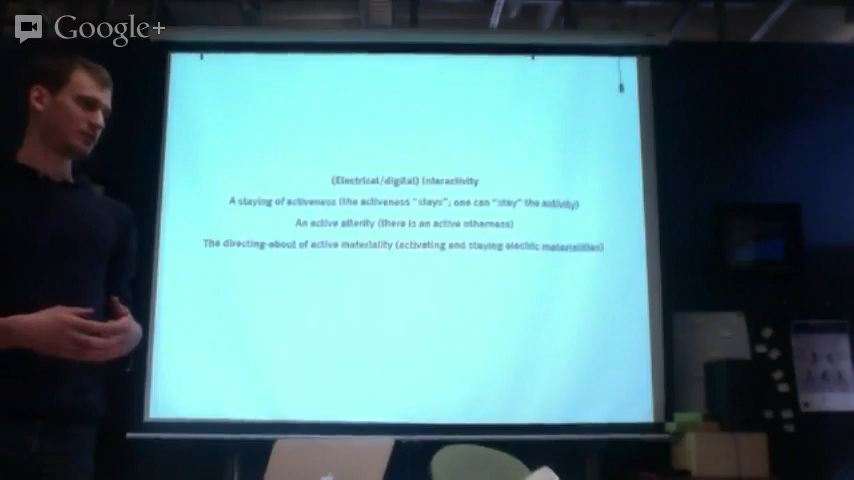 Google+
(Electrical/digital) Interactivity
A staying of activeness (the activeness "stays", one can "stay" the activity)
An active alterity (there is an active otherness)
The directing-about of active materiality (activating and staying electric materialities)